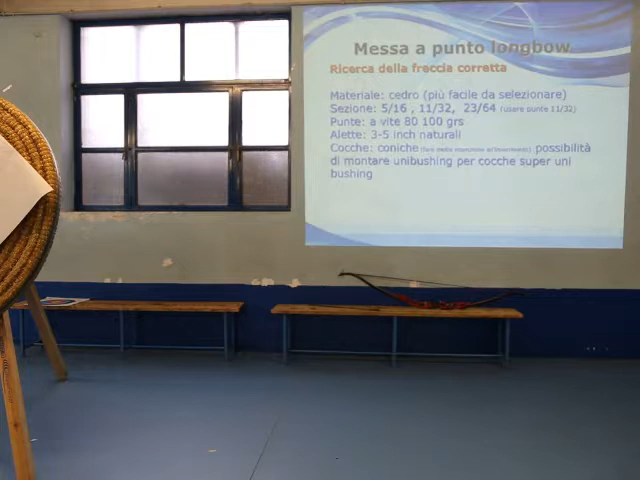 Messa a punto longbow
Ricerca della freccia corretta
Materiale: cedro (più facile da selezionare)
Sezione: 5/16 , 11/32, 23/64 (usare punte 11/32)
Punte: a vite 80 100 grs
Alette: 3-5 inch naturali
Cocche: coniche possibilità
di montare unibushing per cocche super uni
bushing